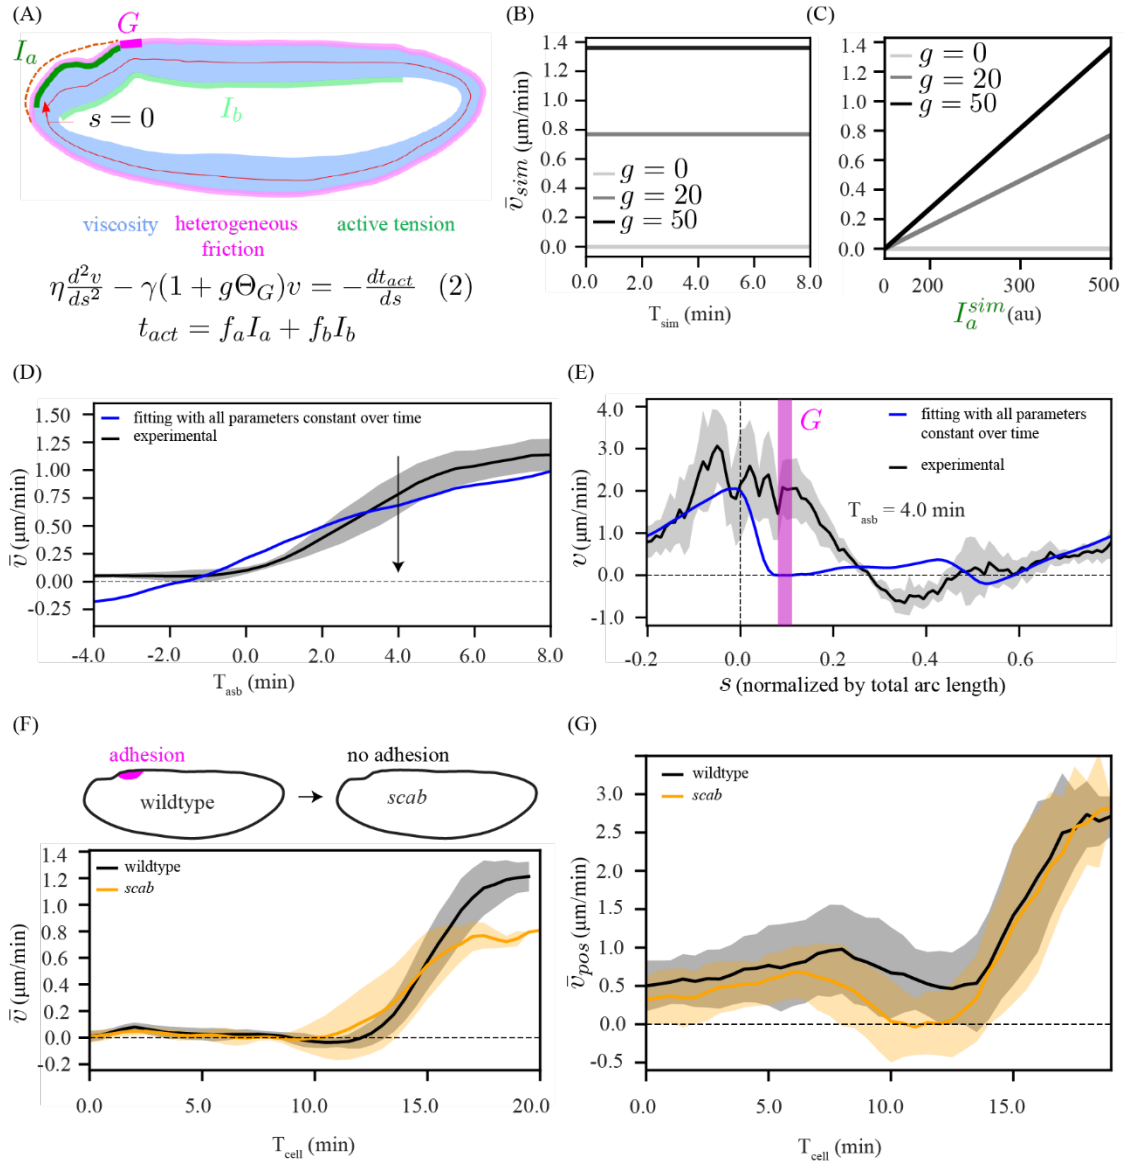 (A)
G
I_a
s = 0
I_b
viscosity heterogeneous friction active tension
η d²v/ds² − γ(1 + gΘ_G)v = − dt_act/ds (2)
t_act = f_a I_a + f_b I_b
(B)
v̄_sim (μm/min)
1.4
1.2
1.0
0.8
0.6
0.4
0.2
0.0
g = 0
g = 20
g = 50
0.0 2.0 4.0 6.0 8.0
T_sim (min)
(C)
1.4
1.2
1.0
0.8
0.6
0.4
0.2
0.0
g = 0
g = 20
g = 50
0 200 300 500
I_a^sim (au)
(D)
v̄ (μm/min)
1.50
1.25
1.00
0.75
0.50
0.25
0.00
-0.25
fitting with all parameters constant over time
experimental
-4.0 -2.0 0.0 2.0 4.0 6.0 8.0
T_asb (min)
(E)
v (μm/min)
4.0
3.0
2.0
1.0
0.0
-1.0
G
fitting with all parameters
constant over time
experimental
T_asb = 4.0 min
-0.2 0.0 0.2 0.4 0.6
s (normalized by total arc length)
(F)
adhesion
wildtype
no adhesion
scab
v̄ (μm/min)
1.4
1.2
1.0
0.8
0.6
0.4
0.2
0.0
-0.2
wildtype
scab
0.0 5.0 10.0 15.0 20.0
T_cell (min)
(G)
v̄_pos (μm/min)
3.0
2.5
2.0
1.5
1.0
0.5
0.0
-0.5
wildtype
scab
0.0 5.0 10.0 15.0
T_cell (min)